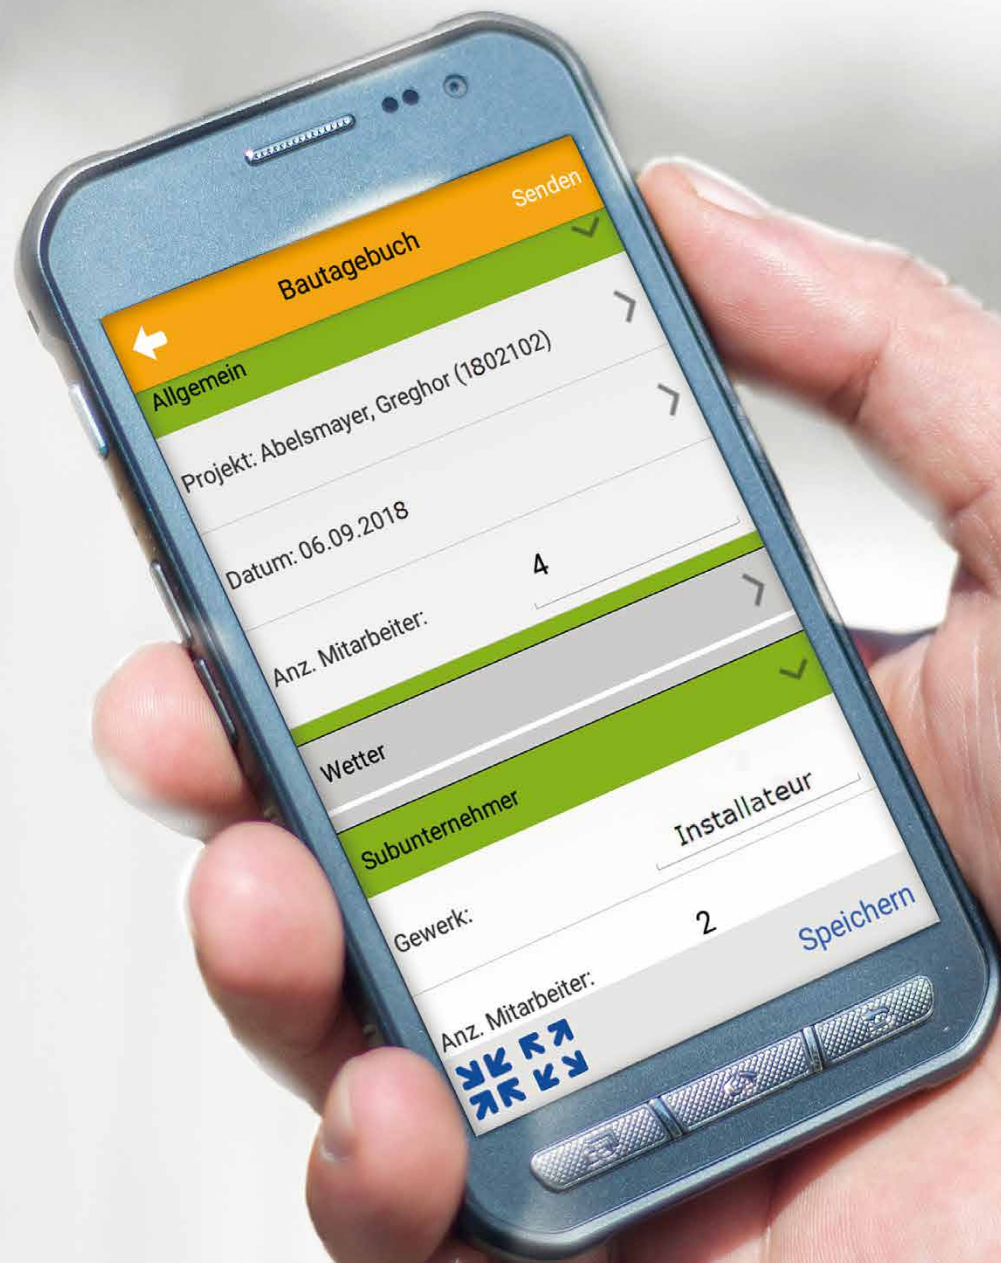 Senden
Bautagebuch
Allgemein
Projekt: Abelsmayer, Greghor (1802102)
Datum: 06.09.2018
Anz. Mitarbeiter: 4
Wetter
Subunternehmer
Gewerk: Installateur
Anz. Mitarbeiter: 2
Speichern